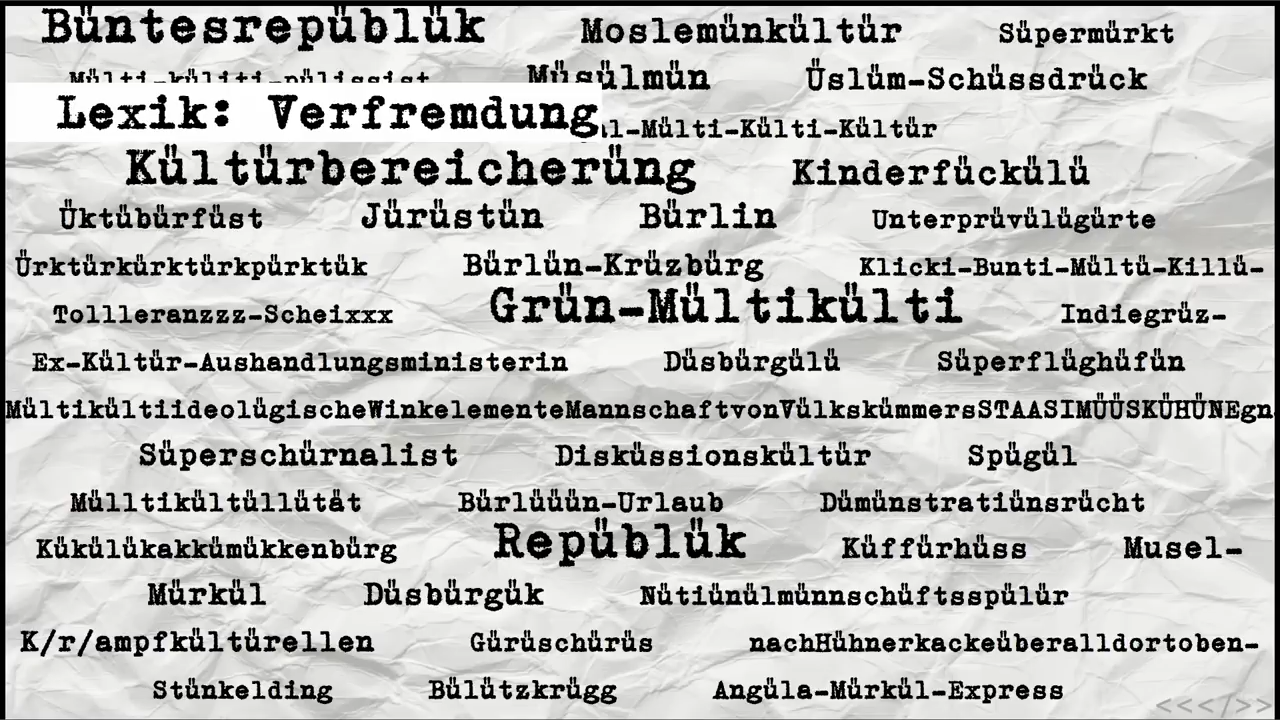 Büntesrepüblük Moslemünkültür Süpermürkt
Mülti-külití-pülissist Müsülmün Üslüm-Schüssdrück
Lexik: Verfremdung l-Mülti-Külti-Kültür
Kültürbereicherüng Kinderfückülü
Üktübürfüst Jürüstün Bürlin Unterprüvülügürte
Ürktürkürktürkpürktük Bürlün-Krüzbürg Klicki-Bunti-Mültü-Killü-
Tollleranzzz-Scheixxx Grün-Mültikülti Indiegrüz-
Ex-Kültür-Aushandlungsministerin Düsbürgülü Süperflüghüfün
MültikültiideolügischeWinkelementeMannschaftvonVülkskümmersSTAASIMÜÜSKÜHÜNEgn
Süperschürnalist Disküssionskültür Spügül
Mülltikültüllütät Bürlüüün-Urlaub Dümünstratiünsrücht
Kükülükakkümükkenbürg Repüblük Küffürhüss Musel-
Mürkül Düsbürgük Nütiünülmünnschüftsspülür
K/r/ampfkültürellen Gürüschürüs nachHühnerkackeüberalldortoben-
Stünkelding Bülützkrügg Angüla-Mürkül-Express
<<</>>